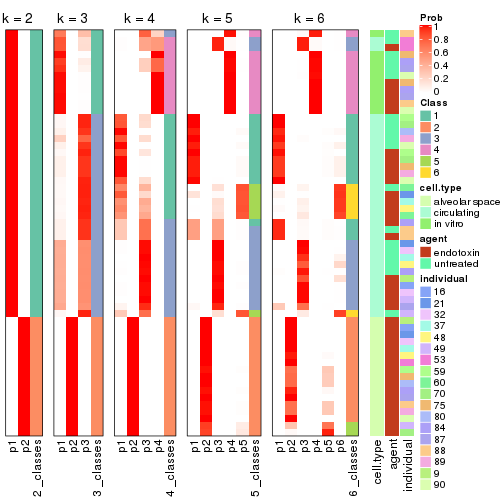 k = 2
k = 3
k = 4
k = 5
k = 6
p1
p2
2_classes
p1
p2
p3
3_classes
p1
p2
p3
p4
4_classes
p1
p2
p3
p4
p5
5_classes
p1
p2
p3
p4
p5
p6
6_classes
cell.type
agent
individual
Prob
1
0.8
0.6
0.4
0.2
0
Class
1
2
3
4
5
6
cell.type
alveolar space
circulating
in vitro
agent
endotoxin
untreated
individual
16
21
32
37
48
49
53
59
60
70
75
80
84
87
88
89
9
90